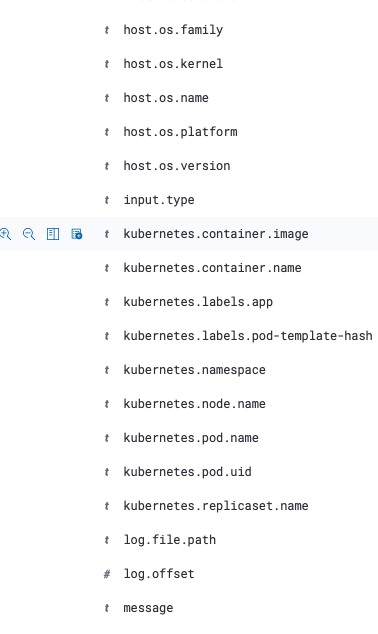 t host.os.family
t host.os.kernel
t host.os.name
t host.os.platform
t host.os.version
t input.type
t kubernetes.container.image
t kubernetes.container.name
t kubernetes.labels.app
t kubernetes.labels.pod-template-hash
t kubernetes.namespace
t kubernetes.node.name
t kubernetes.pod.name
t kubernetes.pod.uid
t kubernetes.replicaset.name
t log.file.path
# log.offset
t message